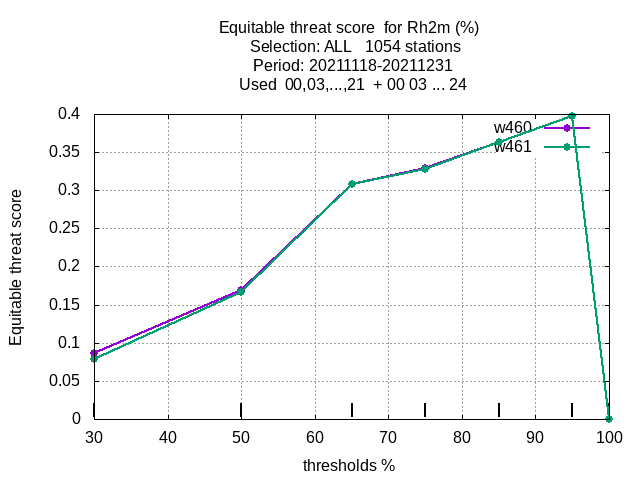 Equitable threat score  for Rh2m (%)
Selection: ALL   1054 stations
Period: 20211118-20211231
Used  00,03,...,21  + 00 03 ... 24
Equitable threat score
0.4
0.35
0.3
0.25
0.2
0.15
0.1
0.05
0
w460
w461
30 40 50 60 70 80 90 100
thresholds %